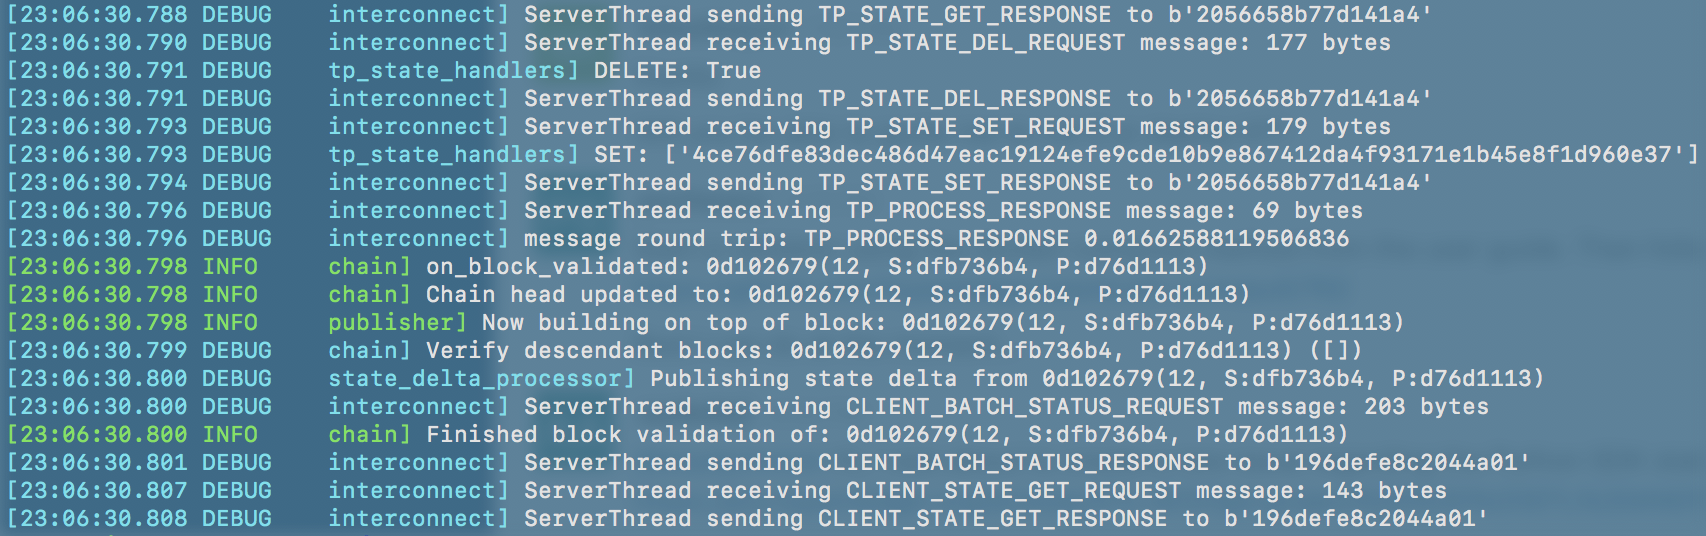 [23:06:30.788 DEBUG    interconnect] ServerThread sending TP_STATE_GET_RESPONSE to b'2056658b77d141a4'
[23:06:30.790 DEBUG    interconnect] ServerThread receiving TP_STATE_DEL_REQUEST message: 177 bytes
[23:06:30.791 DEBUG    tp_state_handlers] DELETE: True
[23:06:30.791 DEBUG    interconnect] ServerThread sending TP_STATE_DEL_RESPONSE to b'2056658b77d141a4'
[23:06:30.793 DEBUG    interconnect] ServerThread receiving TP_STATE_SET_REQUEST message: 179 bytes
[23:06:30.793 DEBUG    tp_state_handlers] SET: ['4ce76dfe83dec486d47eac19124efe9cde10b9e867412da4f93171e1b45e8f1d960e37']
[23:06:30.794 DEBUG    interconnect] ServerThread sending TP_STATE_SET_RESPONSE to b'2056658b77d141a4'
[23:06:30.796 DEBUG    interconnect] ServerThread receiving TP_PROCESS_RESPONSE message: 69 bytes
[23:06:30.796 DEBUG    interconnect] message round trip: TP_PROCESS_RESPONSE 0.01662588119506836
[23:06:30.798 INFO     chain] on_block_validated: 0d102679(12, S:dfb736b4, P:d76d1113)
[23:06:30.798 INFO     chain] Chain head updated to: 0d102679(12, S:dfb736b4, P:d76d1113)
[23:06:30.798 INFO     publisher] Now building on top of block: 0d102679(12, S:dfb736b4, P:d76d1113)
[23:06:30.799 DEBUG    chain] Verify descendant blocks: 0d102679(12, S:dfb736b4, P:d76d1113) ([])
[23:06:30.800 DEBUG    state_delta_processor] Publishing state delta from 0d102679(12, S:dfb736b4, P:d76d1113)
[23:06:30.800 DEBUG    interconnect] ServerThread receiving CLIENT_BATCH_STATUS_REQUEST message: 203 bytes
[23:06:30.800 INFO     chain] Finished block validation of: 0d102679(12, S:dfb736b4, P:d76d1113)
[23:06:30.801 DEBUG    interconnect] ServerThread sending CLIENT_BATCH_STATUS_RESPONSE to b'196defe8c2044a01'
[23:06:30.807 DEBUG    interconnect] ServerThread receiving CLIENT_STATE_GET_REQUEST message: 143 bytes
[23:06:30.808 DEBUG    interconnect] ServerThread sending CLIENT_STATE_GET_RESPONSE to b'196defe8c2044a01'